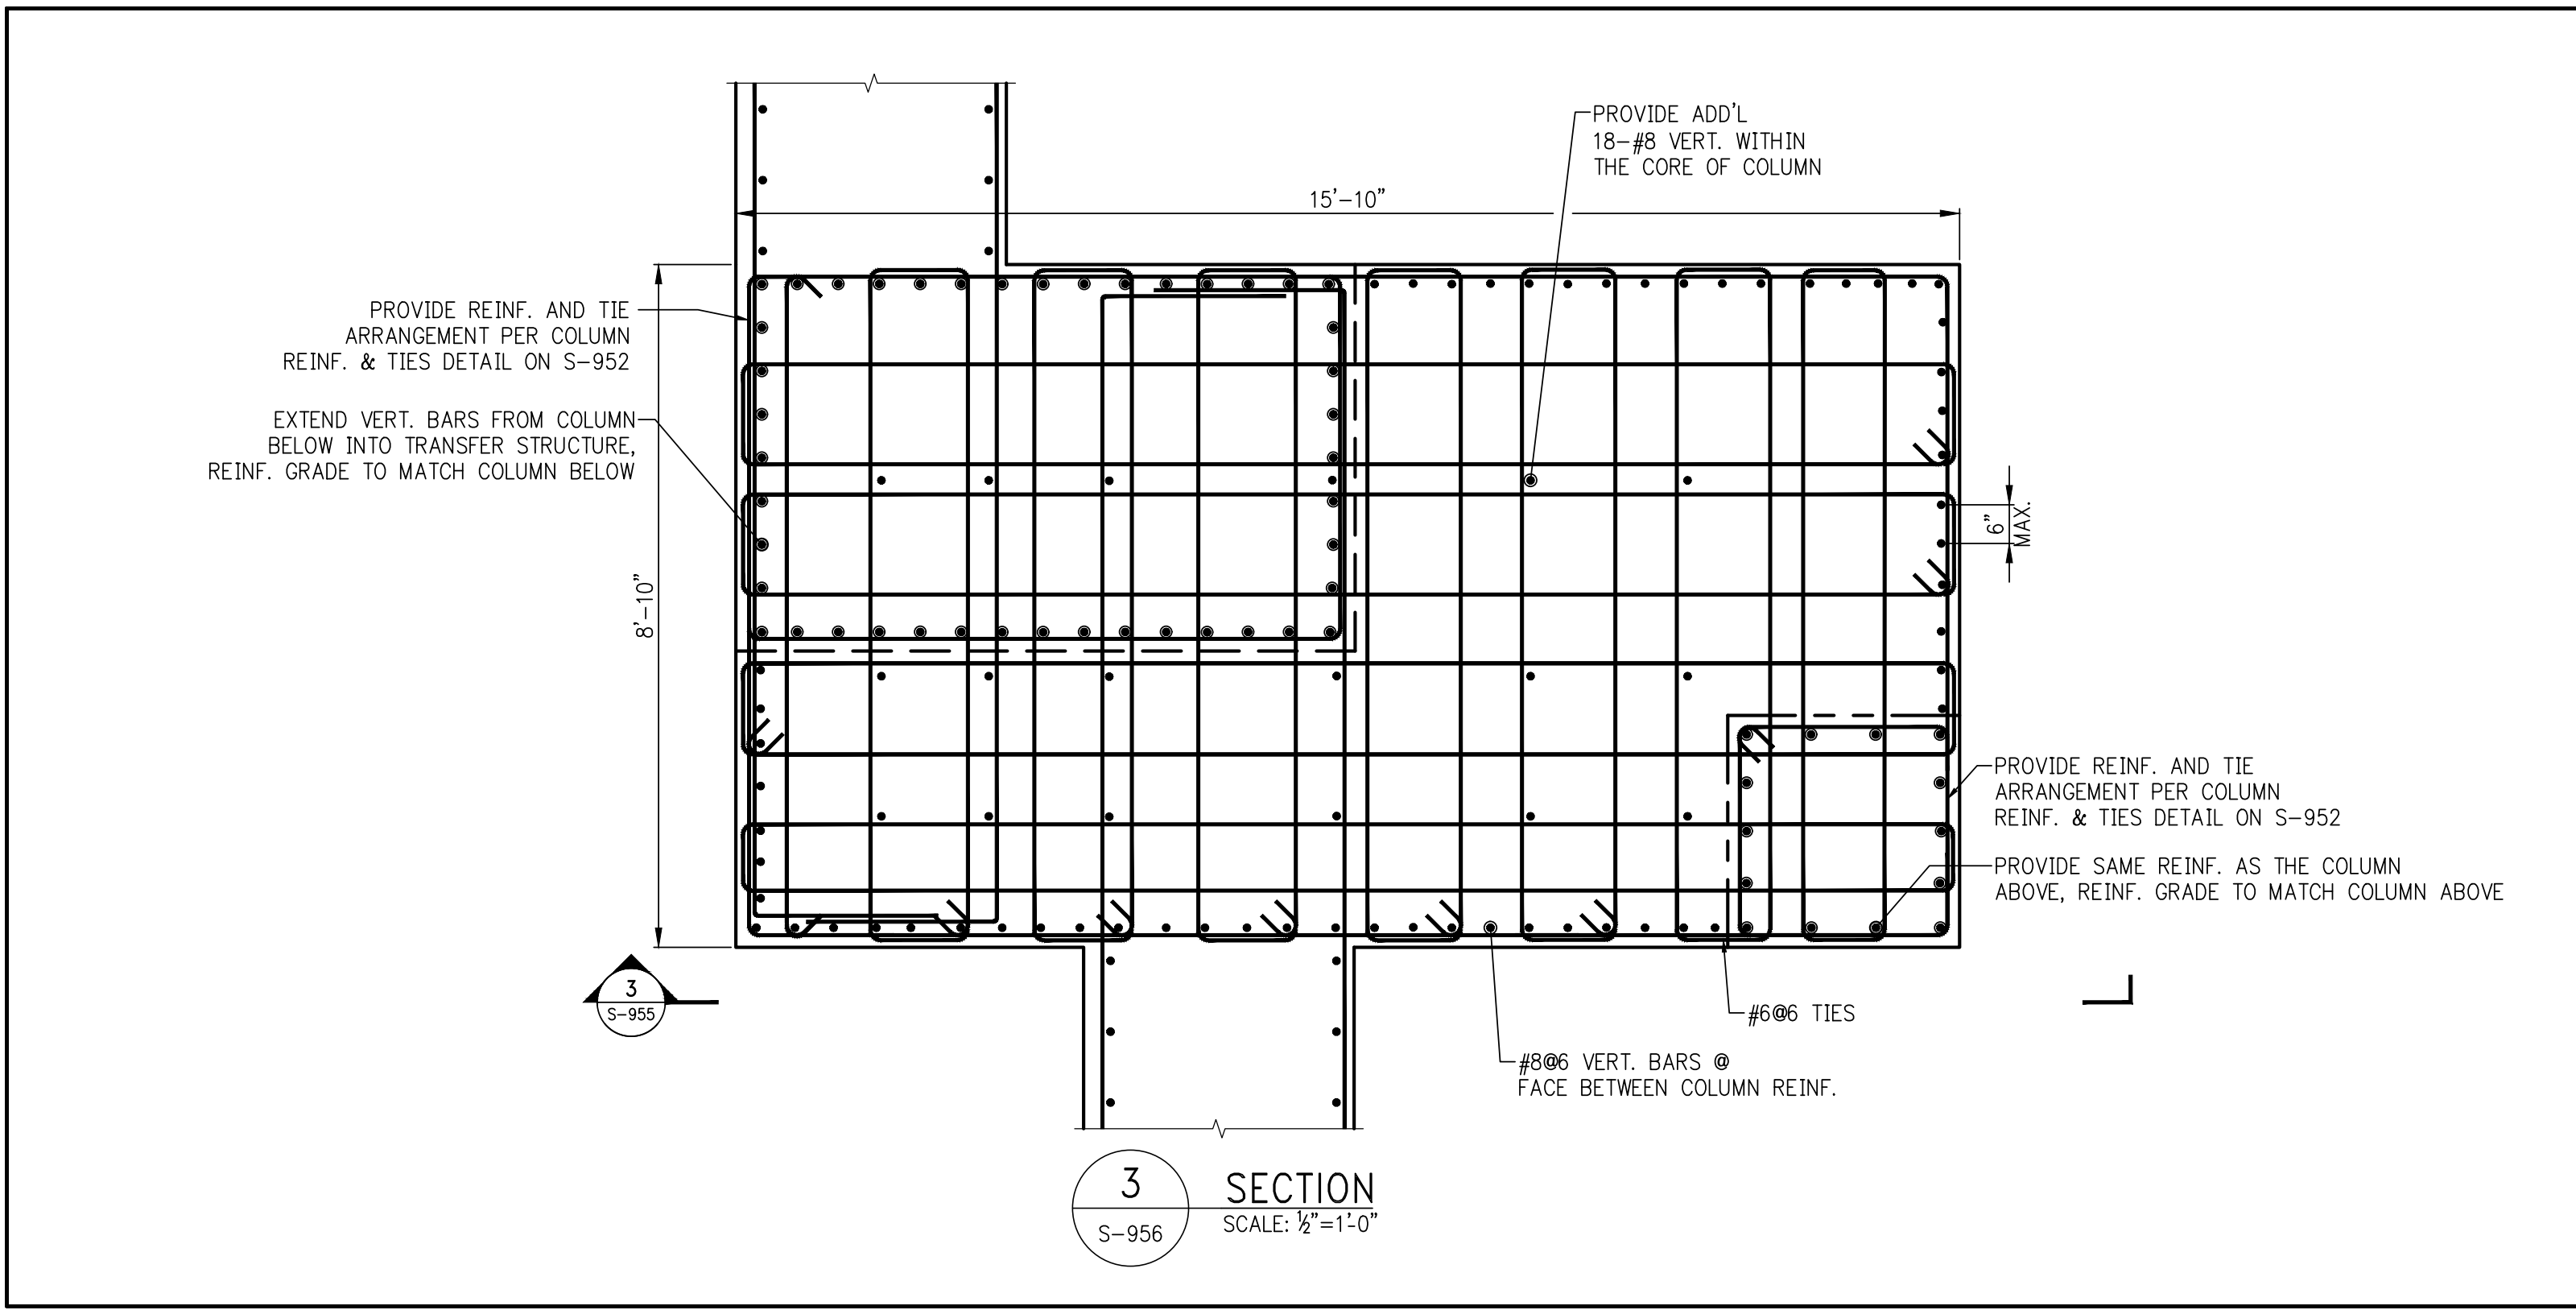 PROVIDE ADD'L
18-#8 VERT. WITHIN
THE CORE OF COLUMN
15'-10"
PROVIDE REINF. AND TIE
ARRANGEMENT PER COLUMN
REINF. & TIES DETAIL ON S-952
EXTEND VERT. BARS FROM COLUMN
BELOW INTO TRANSFER STRUCTURE,
REINF. GRADE TO MATCH COLUMN BELOW
8'-10"
6"
MAX.
PROVIDE REINF. AND TIE
ARRANGEMENT PER COLUMN
REINF. & TIES DETAIL ON S-952
PROVIDE SAME REINF. AS THE COLUMN
ABOVE, REINF. GRADE TO MATCH COLUMN ABOVE
3
S-955
#6@6 TIES
#8@6 VERT. BARS @
FACE BETWEEN COLUMN REINF.
3
S-956
SECTION
SCALE: ½"=1'-0"